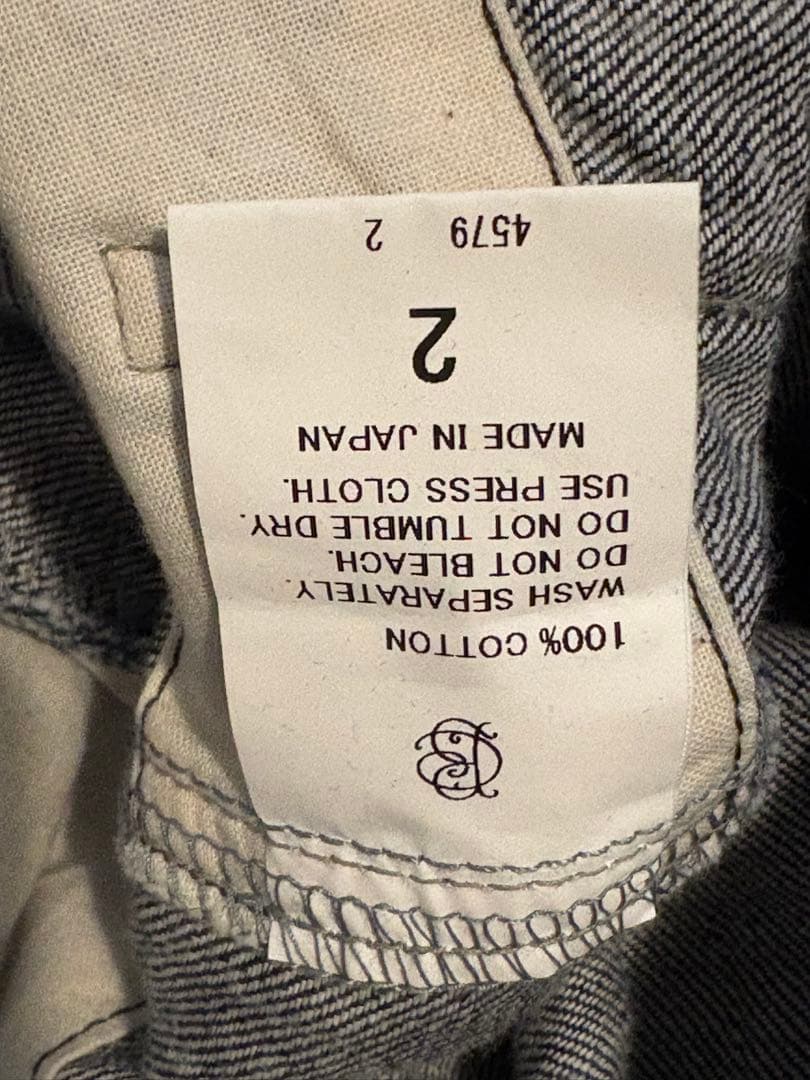 100% COTTON
WASH SEPARATELY.
DO NOT BLEACH.
DO NOT TUMBLE DRY.
USE PRESS CLOTH.
MADE IN JAPAN
2
4579 2